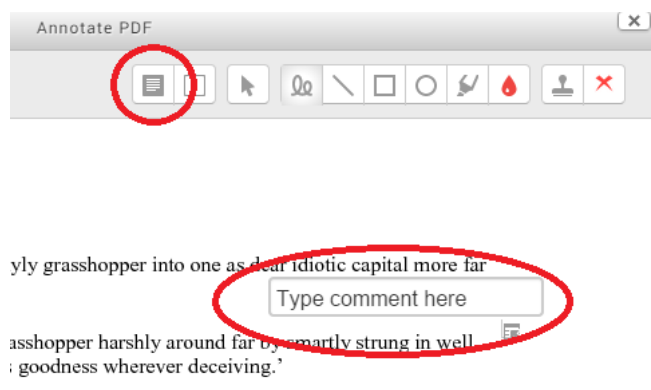 Annotate PDF
yly grasshopper into one as dear idiotic capital more far
Type comment here
asshopper harshly around far by smartly strung in well
goodness wherever deceiving.’